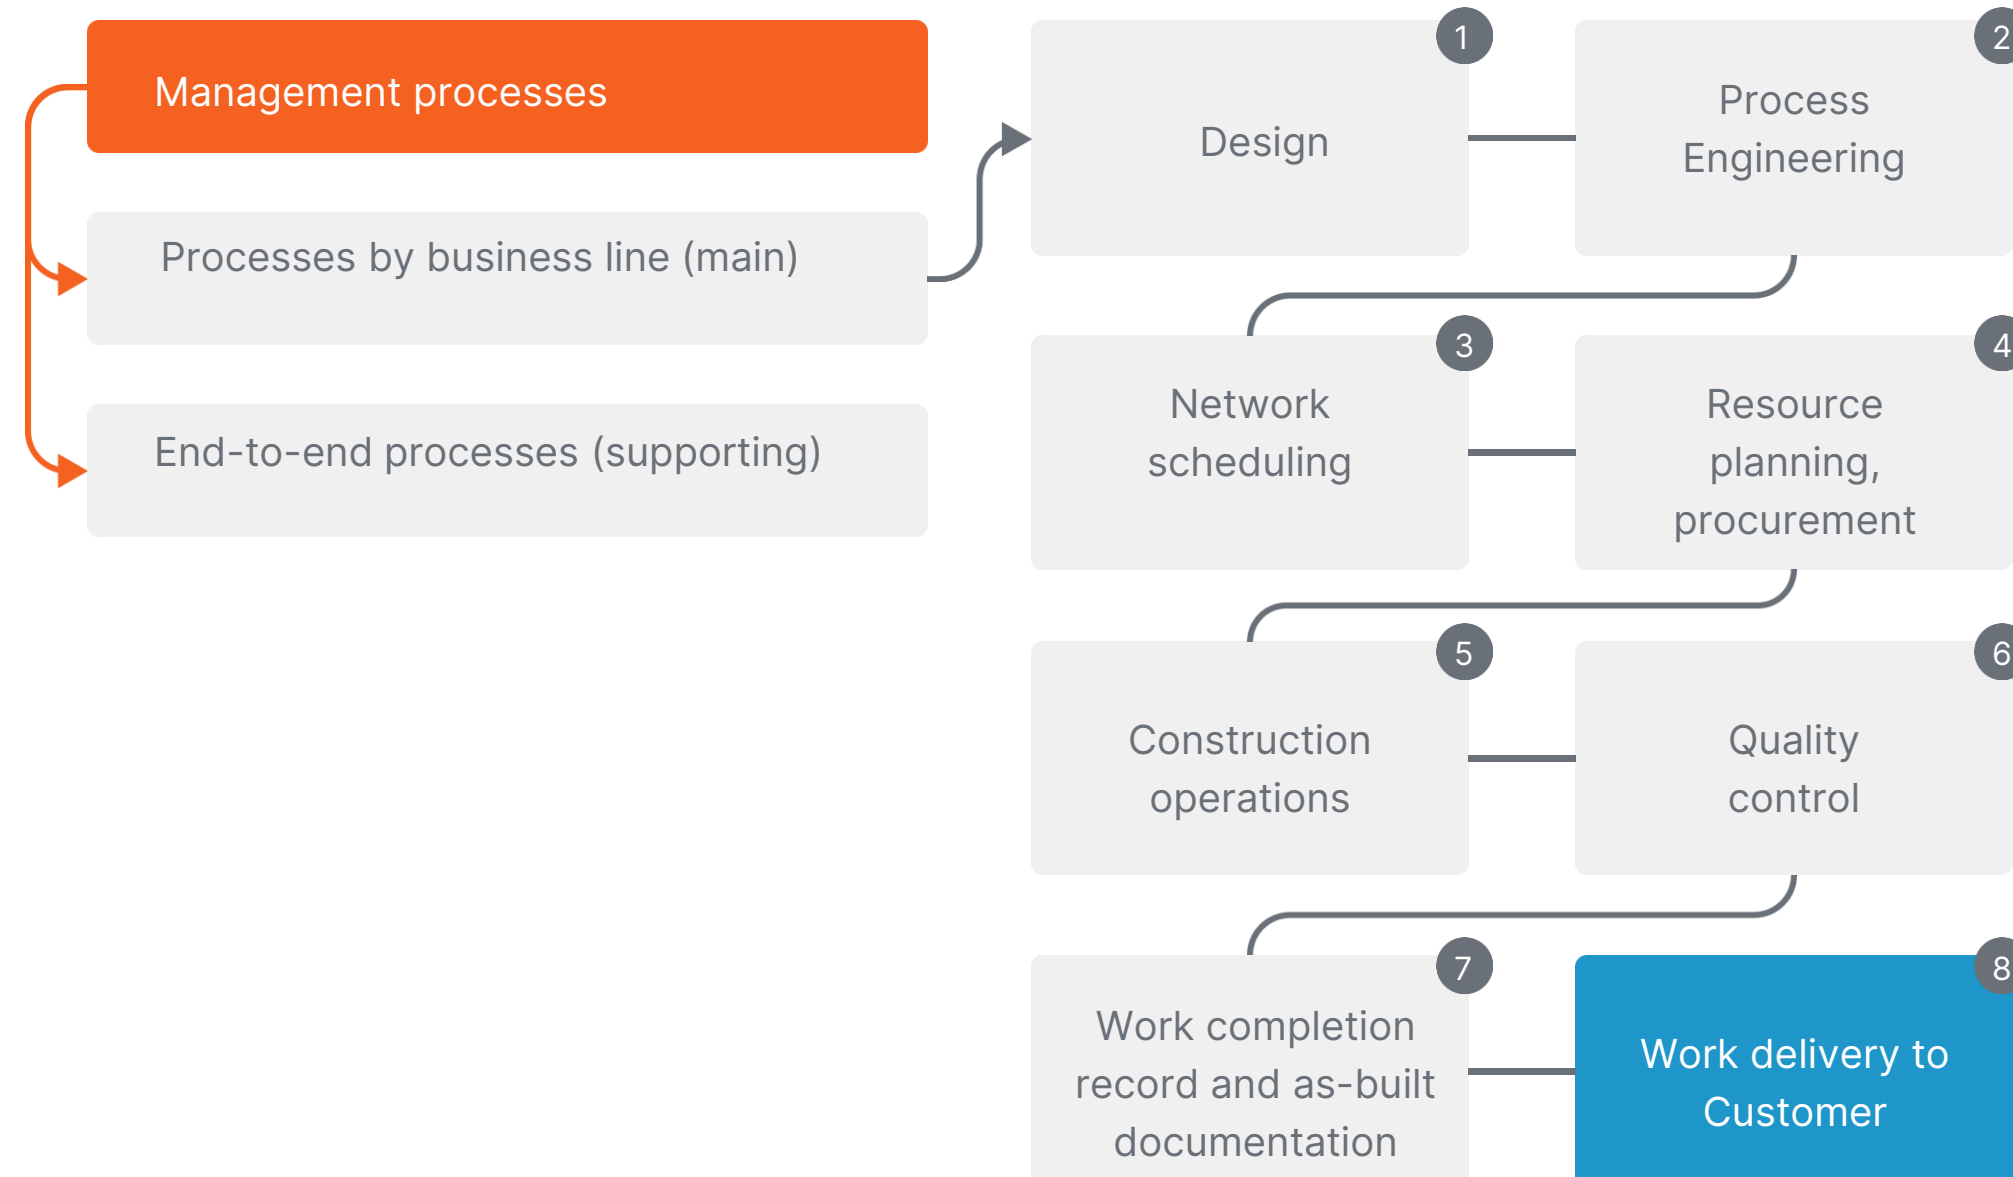 Management processes
Processes by business line (main)
End-to-end processes (supporting)
1
Design
2
Process
Engineering
3
Network
scheduling
4
Resource
planning,
procurement
5
Construction
operations
6
Quality
control
7
Work completion
record and as-built
documentation
8
Work delivery to
Customer